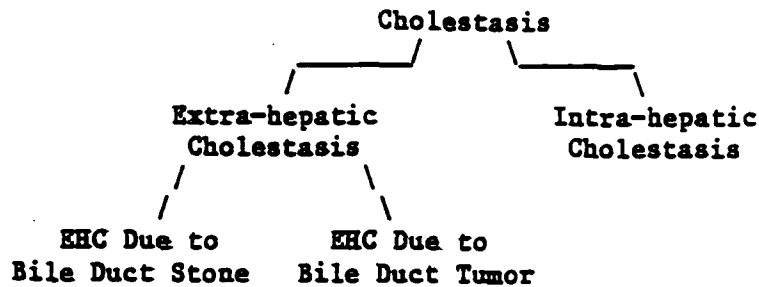 Cholestasis
Extra-hepatic Intra-hepatic
Cholestasis Cholestasis
EHC Due to EHC Due to
Bile Duct Stone Bile Duct Tumor